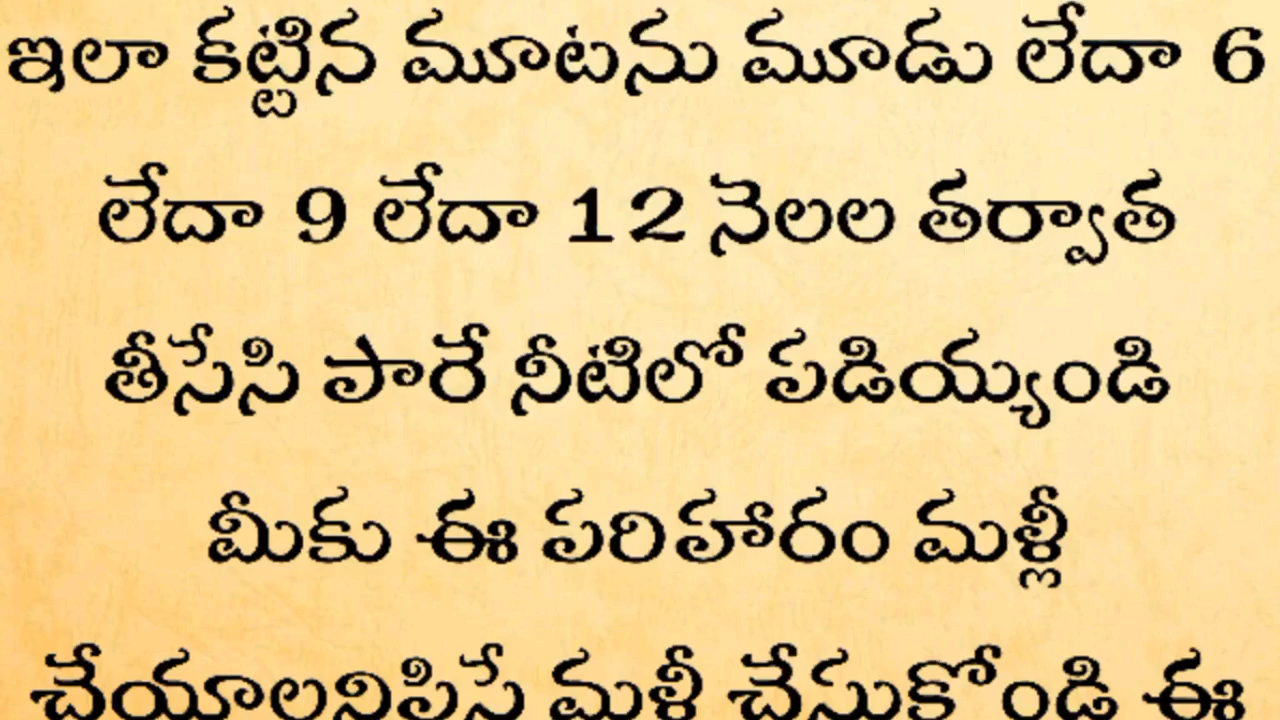 ఇలా కట్టిన మూటను మూడు లేదా 6
లేదా 9 లేదా 12 నెలల తర్వాత
తీసేసి పారే నీటిలో పడియ్యండి
మీకు ఈ పరిహారం మళ్లీ
చేయాలనిపిసే మళీ చేసుకోండి ఈ